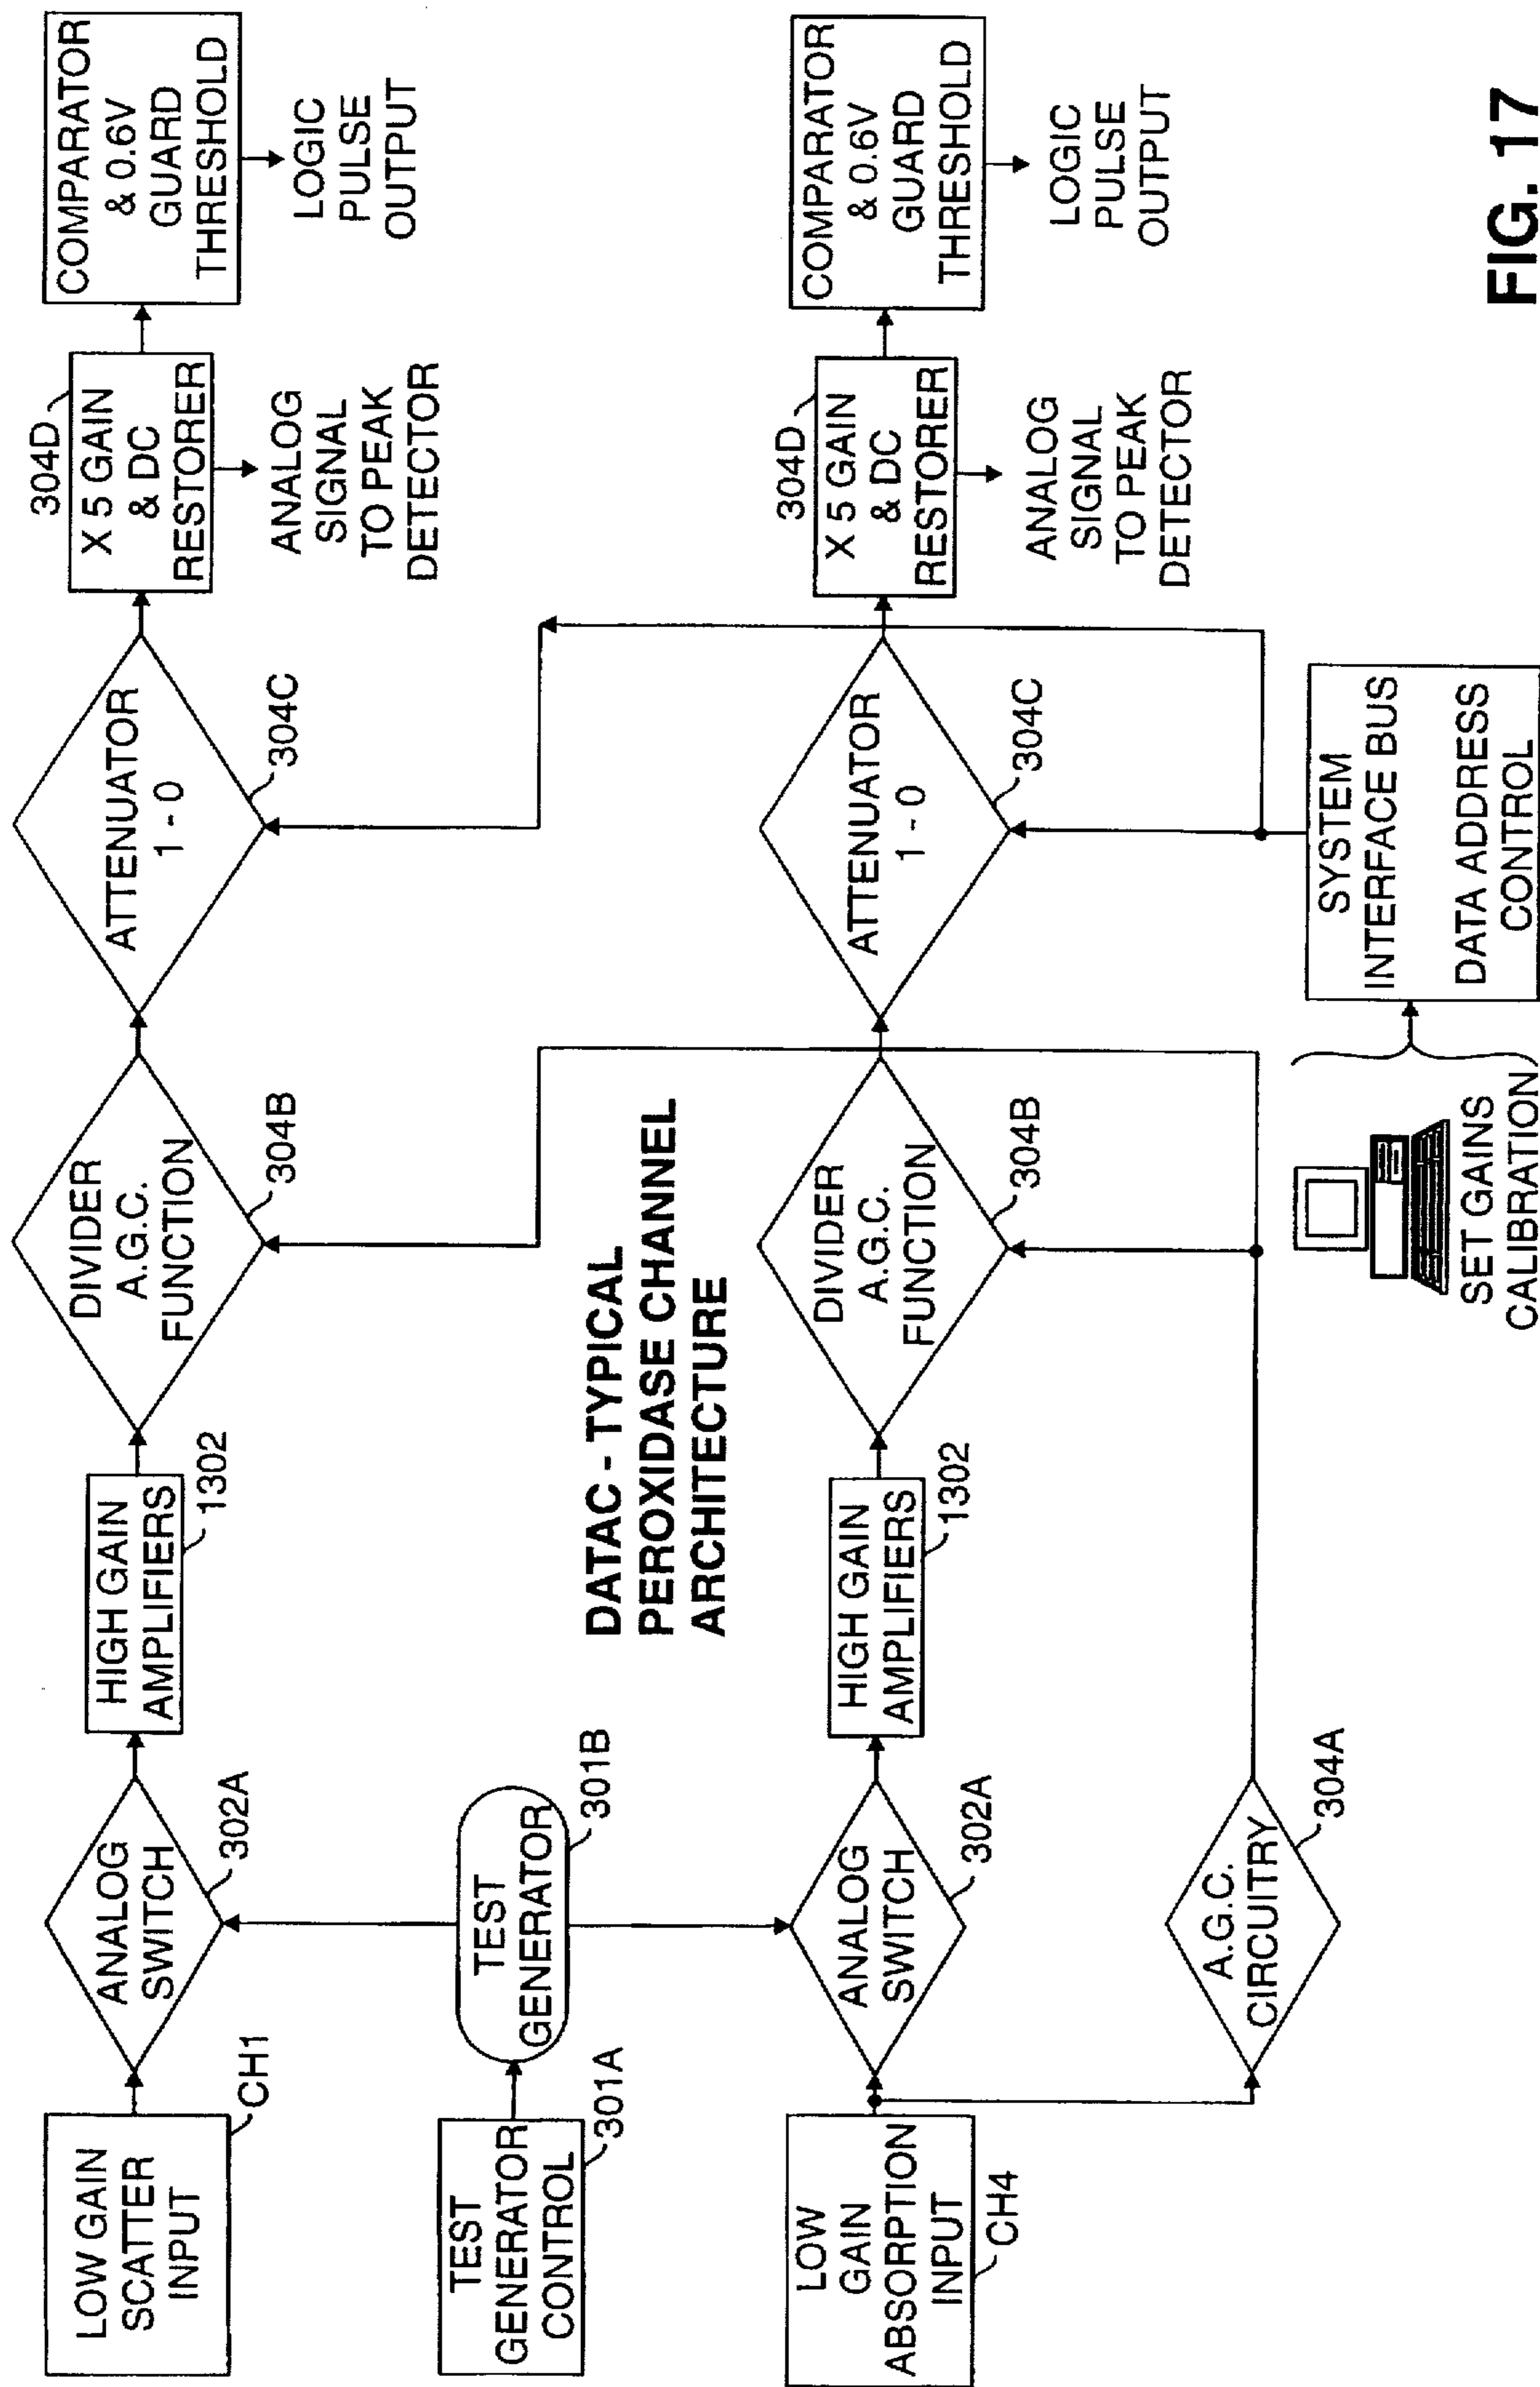 LOW GAIN
SCATTER
INPUT
CH1
ANALOG
SWITCH
302A
HIGH GAIN
AMPLIFIERS
1302
DIVIDER
A.G.C.
FUNCTION
304B
ATTENUATOR
1 - 0
304C
304D
X 5 GAIN
& DC
RESTORER
ANALOG
SIGNAL
TO PEAK
DETECTOR
COMPARATOR
& 0.6V
GUARD
THRESHOLD
LOGIC
PULSE
OUTPUT
TEST
GENERATOR
CONTROL
301A
TEST
GENERATOR
301B
DATAC - TYPICAL
PEROXIDASE CHANNEL
ARCHITECTURE
LOW
GAIN
ABSORPTION
INPUT
CH4
ANALOG
SWITCH
302A
HIGH GAIN
AMPLIFIERS
1302
DIVIDER
A.G.C.
FUNCTION
304B
ATTENUATOR
1 - 0
304C
304D
X 5 GAIN
& DC
RESTORER
ANALOG
SIGNAL
TO PEAK
DETECTOR
COMPARATOR
& 0.6V
GUARD
THRESHOLD
LOGIC
PULSE
OUTPUT
A.G.C.
CIRCUITRY
304A
SET GAINS
CALIBRATION
SYSTEM
INTERFACE BUS
DATA ADDRESS
CONTROL
FIG. 17